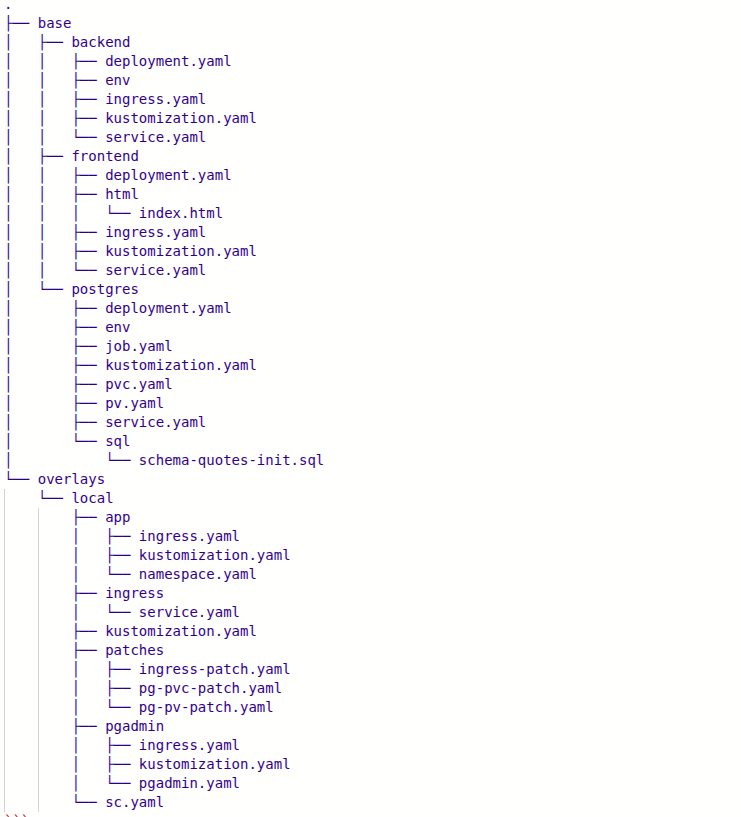 .
├── base
│   ├── backend
│   │   ├── deployment.yaml
│   │   ├── env
│   │   ├── ingress.yaml
│   │   ├── kustomization.yaml
│   │   └── service.yaml
│   ├── frontend
│   │   ├── deployment.yaml
│   │   ├── html
│   │   │   └── index.html
│   │   ├── ingress.yaml
│   │   ├── kustomization.yaml
│   │   └── service.yaml
│   └── postgres
│       ├── deployment.yaml
│       ├── env
│       ├── job.yaml
│       ├── kustomization.yaml
│       ├── pvc.yaml
│       ├── pv.yaml
│       ├── service.yaml
│       └── sql
│           └── schema-quotes-init.sql
└── overlays
    └── local
        ├── app
        │   ├── ingress.yaml
        │   ├── kustomization.yaml
        │   └── namespace.yaml
        ├── ingress
        │   └── service.yaml
        ├── kustomization.yaml
        ├── patches
        │   ├── ingress-patch.yaml
        │   ├── pg-pvc-patch.yaml
        │   └── pg-pv-patch.yaml
        ├── pgadmin
        │   ├── ingress.yaml
        │   ├── kustomization.yaml
        │   └── pgadmin.yaml
        └── sc.yaml
```